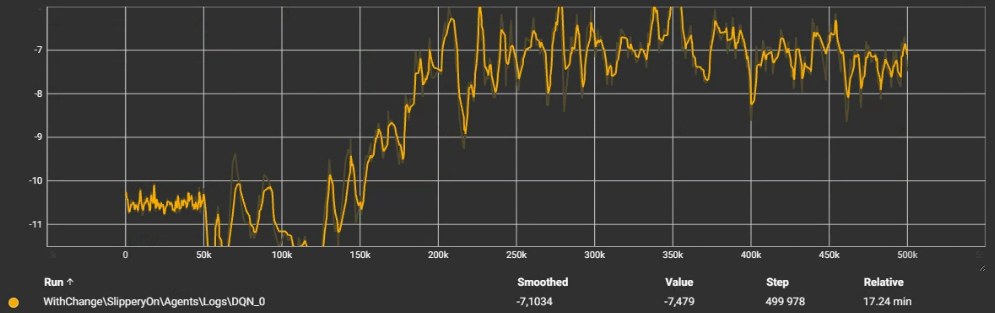 -7
-8
-9
-10
-11
0 50k 100k 150k 200k 250k 300k 350k 400k 450k 500k
Run ↑ Smoothed Value Step Relative
WithChange\SlipperyOn\Agents\Logs\DQN_0 -7,1034 -7,479 499 978 17.24 min